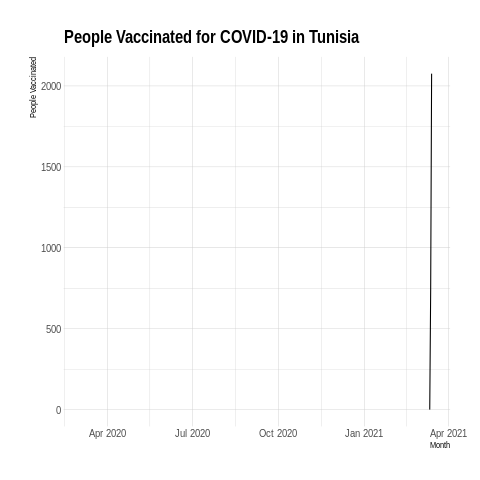 People Vaccinated for COVID-19 in Tunisia
People Vaccinated
2000
1500
1000
500
0
Apr 2020 Jul 2020 Oct 2020 Jan 2021 Apr 2021
Month